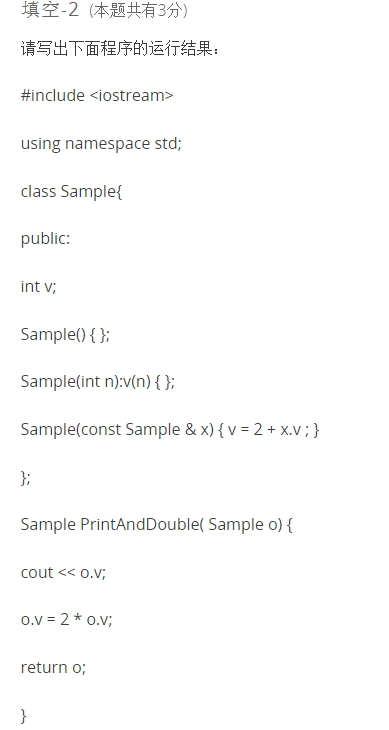 填空-2 (本题共有3分)
请写出下面程序的运行结果：
#include <iostream>
using namespace std;
class Sample{
public:
int v;
Sample() { };
Sample(int n):v(n) { };
Sample(const Sample & x) { v = 2 + x.v ; }
};
Sample PrintAndDouble( Sample o) {
cout << o.v;
o.v = 2 * o.v;
return o;
}